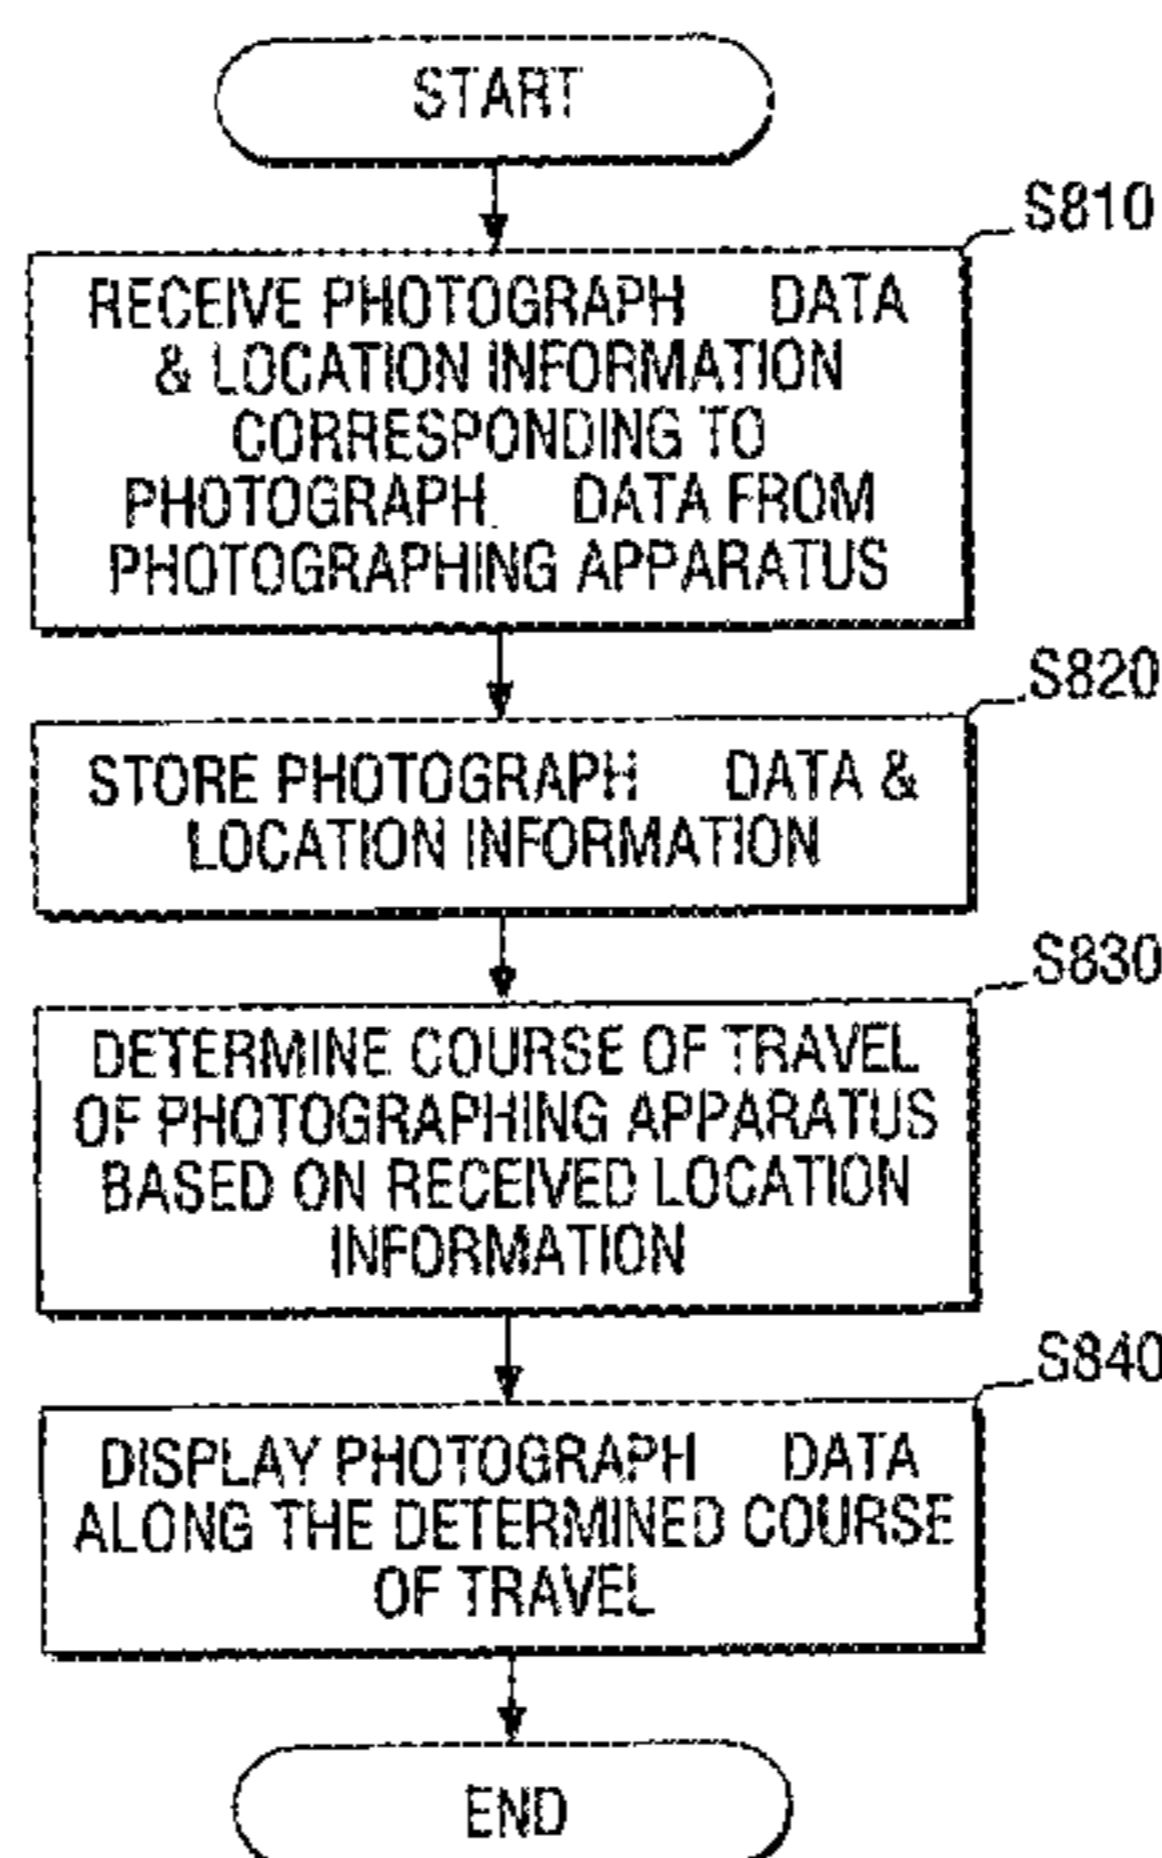 START
S810
RECEIVE PHOTOGRAPH DATA
& LOCATION INFORMATION
CORRESPONDING TO
PHOTOGRAPH DATA FROM
PHOTOGRAPHING APPARATUS
S820
STORE PHOTOGRAPH DATA &
LOCATION INFORMATION
S830
DETERMINE COURSE OF TRAVEL
OF PHOTOGRAPHING APPARATUS
BASED ON RECEIVED LOCATION
INFORMATION
S840
DISPLAY PHOTOGRAPH DATA
ALONG THE DETERMINED COURSE
OF TRAVEL
END